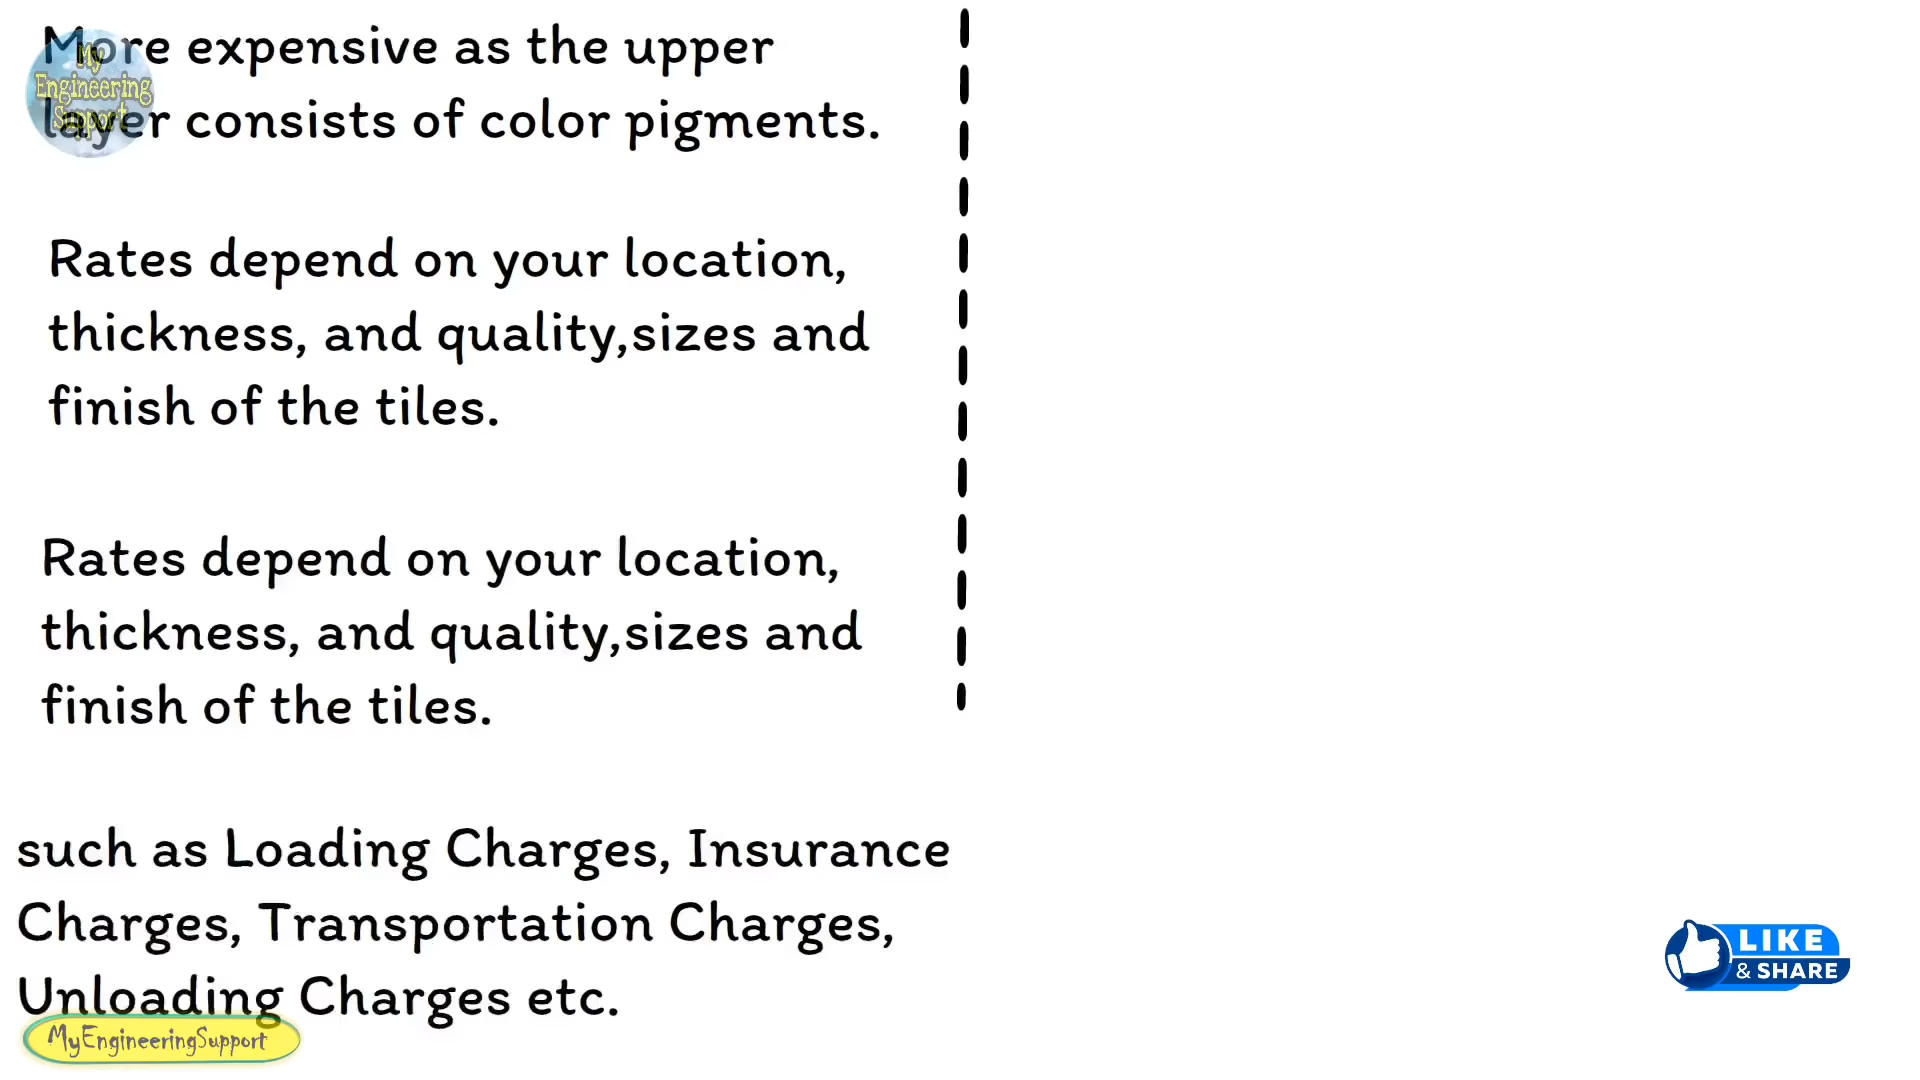 More expensive as the upper
layer consists of color pigments.
My
Engineering
Support
Rates depend on your location,
thickness, and quality,sizes and
finish of the tiles.
Rates depend on your location,
thickness, and quality,sizes and
finish of the tiles.
such as Loading Charges, Insurance
Charges, Transportation Charges,
Unloading Charges etc.
MyEngineeringSupport
LIKE
& SHARE